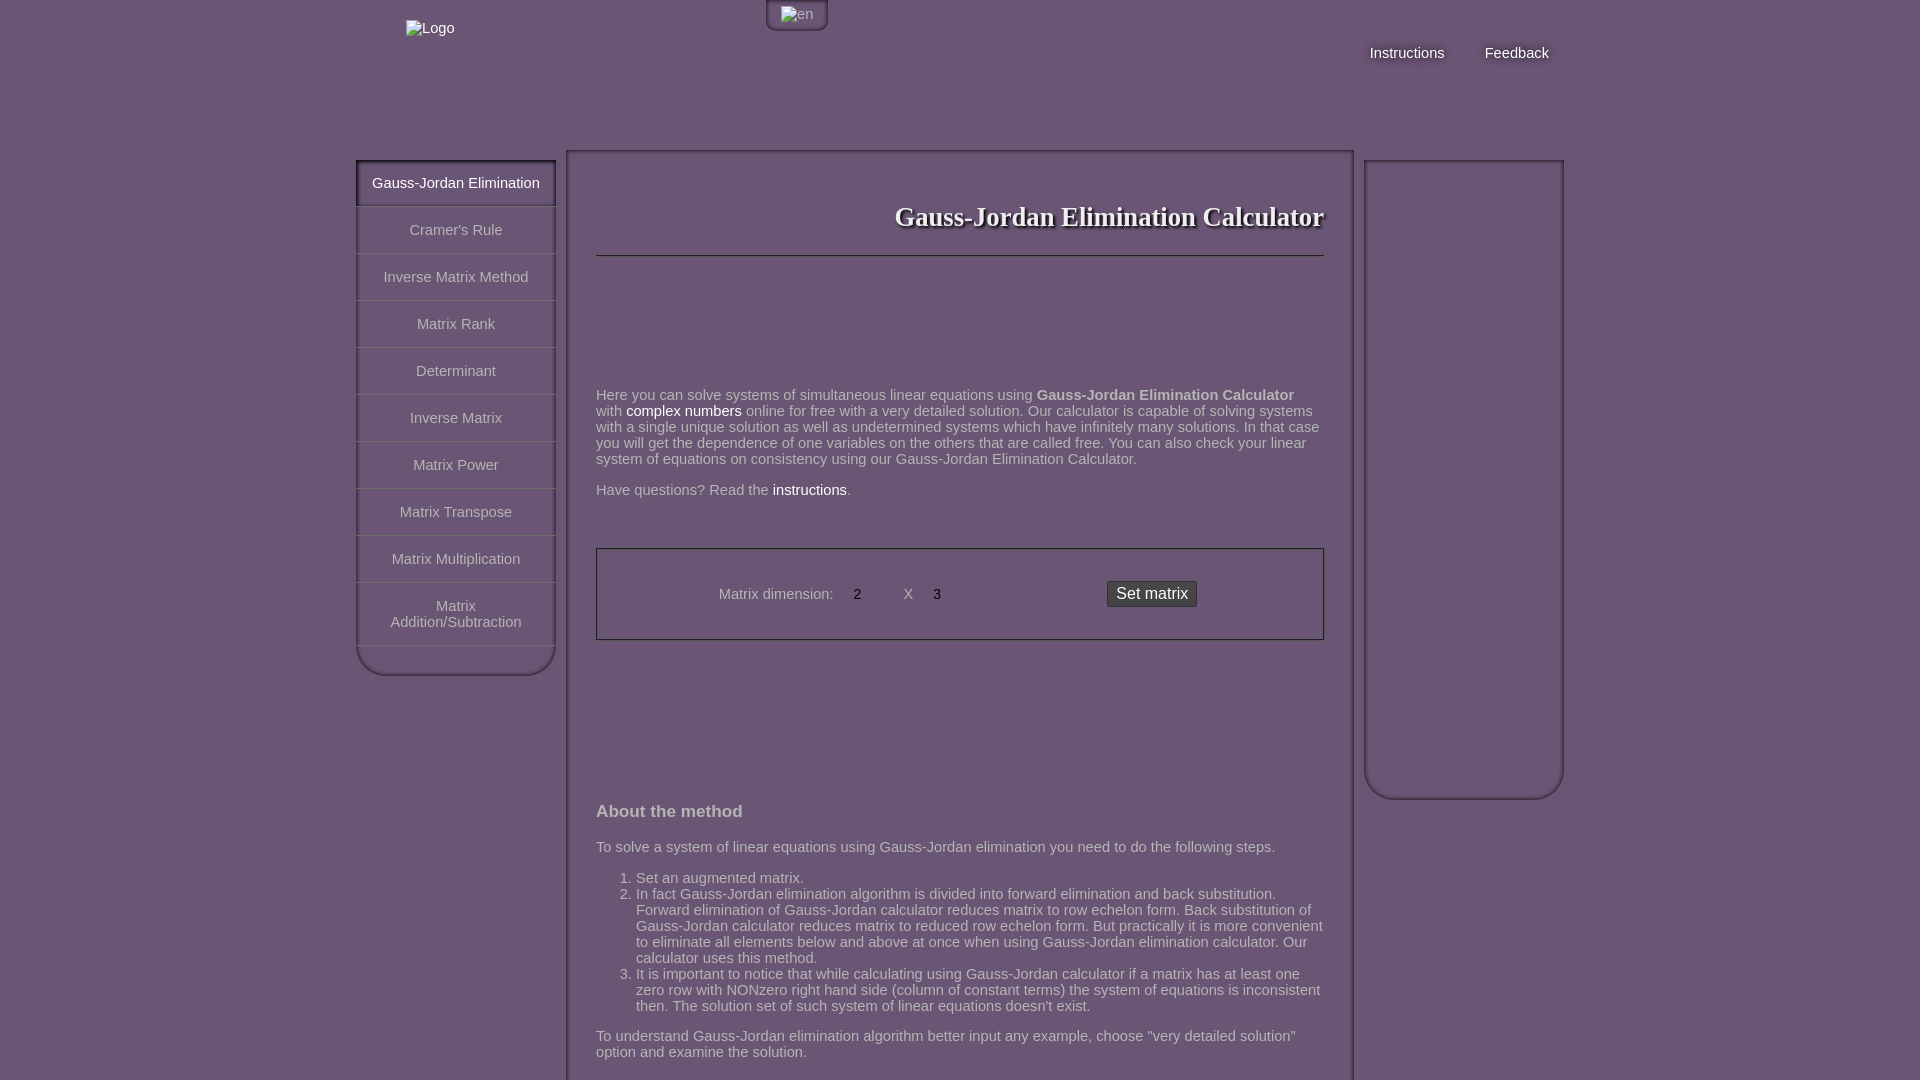 Logo
en
Instructions
Feedback
Gauss-Jordan Elimination
Cramer's Rule
Inverse Matrix Method
Matrix Rank
Determinant
Inverse Matrix
Matrix Power
Matrix Transpose
Matrix Multiplication
Matrix
Addition/Subtraction
Gauss-Jordan Elimination Calculator
Here you can solve systems of simultaneous linear equations using Gauss-Jordan Elimination Calculator
with complex numbers online for free with a very detailed solution. Our calculator is capable of solving systems
with a single unique solution as well as undetermined systems which have infinitely many solutions. In that case
you will get the dependence of one variables on the others that are called free. You can also check your linear
system of equations on consistency using our Gauss-Jordan Elimination Calculator.
Have questions? Read the instructions.
Matrix dimension: 2 X 3 Set matrix
About the method
To solve a system of linear equations using Gauss-Jordan elimination you need to do the following steps.
1. Set an augmented matrix.
2. In fact Gauss-Jordan elimination algorithm is divided into forward elimination and back substitution.
Forward elimination of Gauss-Jordan calculator reduces matrix to row echelon form. Back substitution of
Gauss-Jordan calculator reduces matrix to reduced row echelon form. But practically it is more convenient
to eliminate all elements below and above at once when using Gauss-Jordan elimination calculator. Our
calculator uses this method.
3. It is important to notice that while calculating using Gauss-Jordan calculator if a matrix has at least one
zero row with NONzero right hand side (column of constant terms) the system of equations is inconsistent
then. The solution set of such system of linear equations doesn't exist.
To understand Gauss-Jordan elimination algorithm better input any example, choose "very detailed solution"
option and examine the solution.